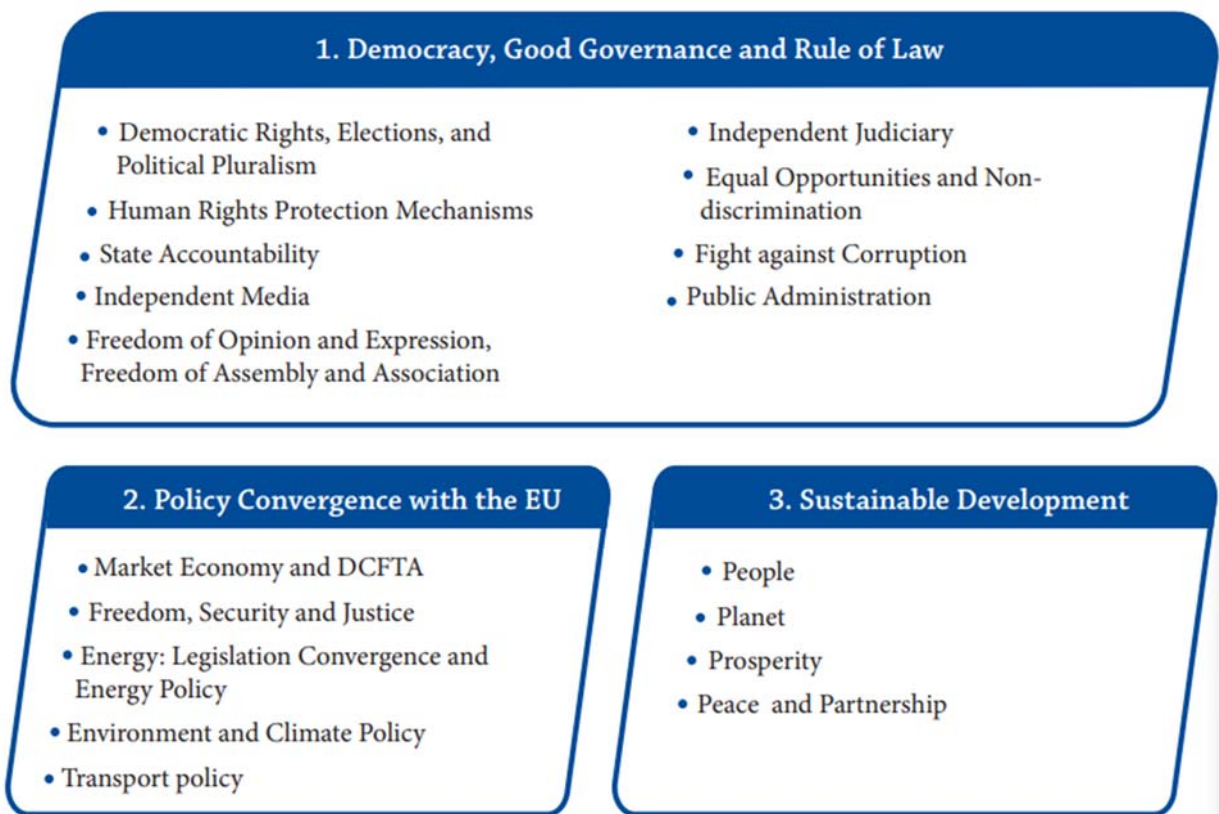 1. Democracy, Good Governance and Rule of Law
• Democratic Rights, Elections, and
Political Pluralism
• Human Rights Protection Mechanisms
• State Accountability
• Independent Media
• Freedom of Opinion and Expression,
Freedom of Assembly and Association
• Independent Judiciary
• Equal Opportunities and Non-
discrimination
• Fight against Corruption
• Public Administration
2. Policy Convergence with the EU
• Market Economy and DCFTA
• Freedom, Security and Justice
• Energy: Legislation Convergence and
Energy Policy
• Environment and Climate Policy
• Transport policy
3. Sustainable Development
• People
• Planet
• Prosperity
• Peace and Partnership